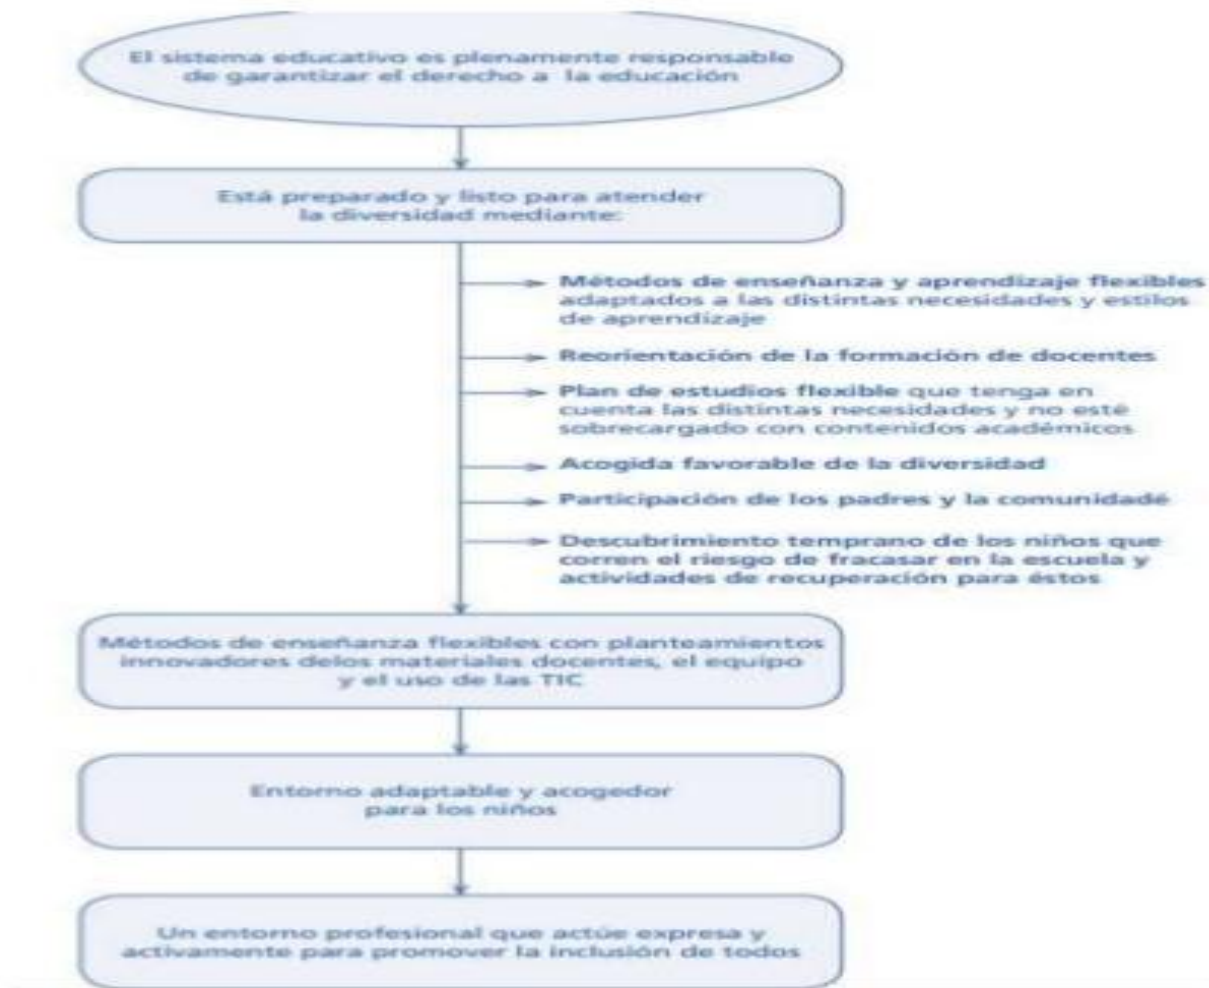 El sistema educativo es plenamente responsable
de garantizar el derecho a la educación
Está preparado y listo para atender
la diversidad mediante:
Métodos de enseñanza y aprendizaje flexibles
adaptados a las distintas necesidades y estilos
de aprendizaje
Reorientación de la formación de docentes
Plan de estudios flexible que tenga en
cuenta las distintas necesidades y no esté
sobrecargado con contenidos académicos
Acogida favorable de la diversidad
Participación de los padres y la comunidadé
Descubrimiento temprano de los niños que
corren el riesgo de fracasar en la escuela y
actividades de recuperación para éstos
Métodos de enseñanza flexibles con planteamientos
innovadores delos materiales docentes, el equipo
y el uso de las TIC
Entorno adaptable y acogedor
para los niños
Un entorno profesional que actúe expresa y
activamente para promover la inclusión de todos